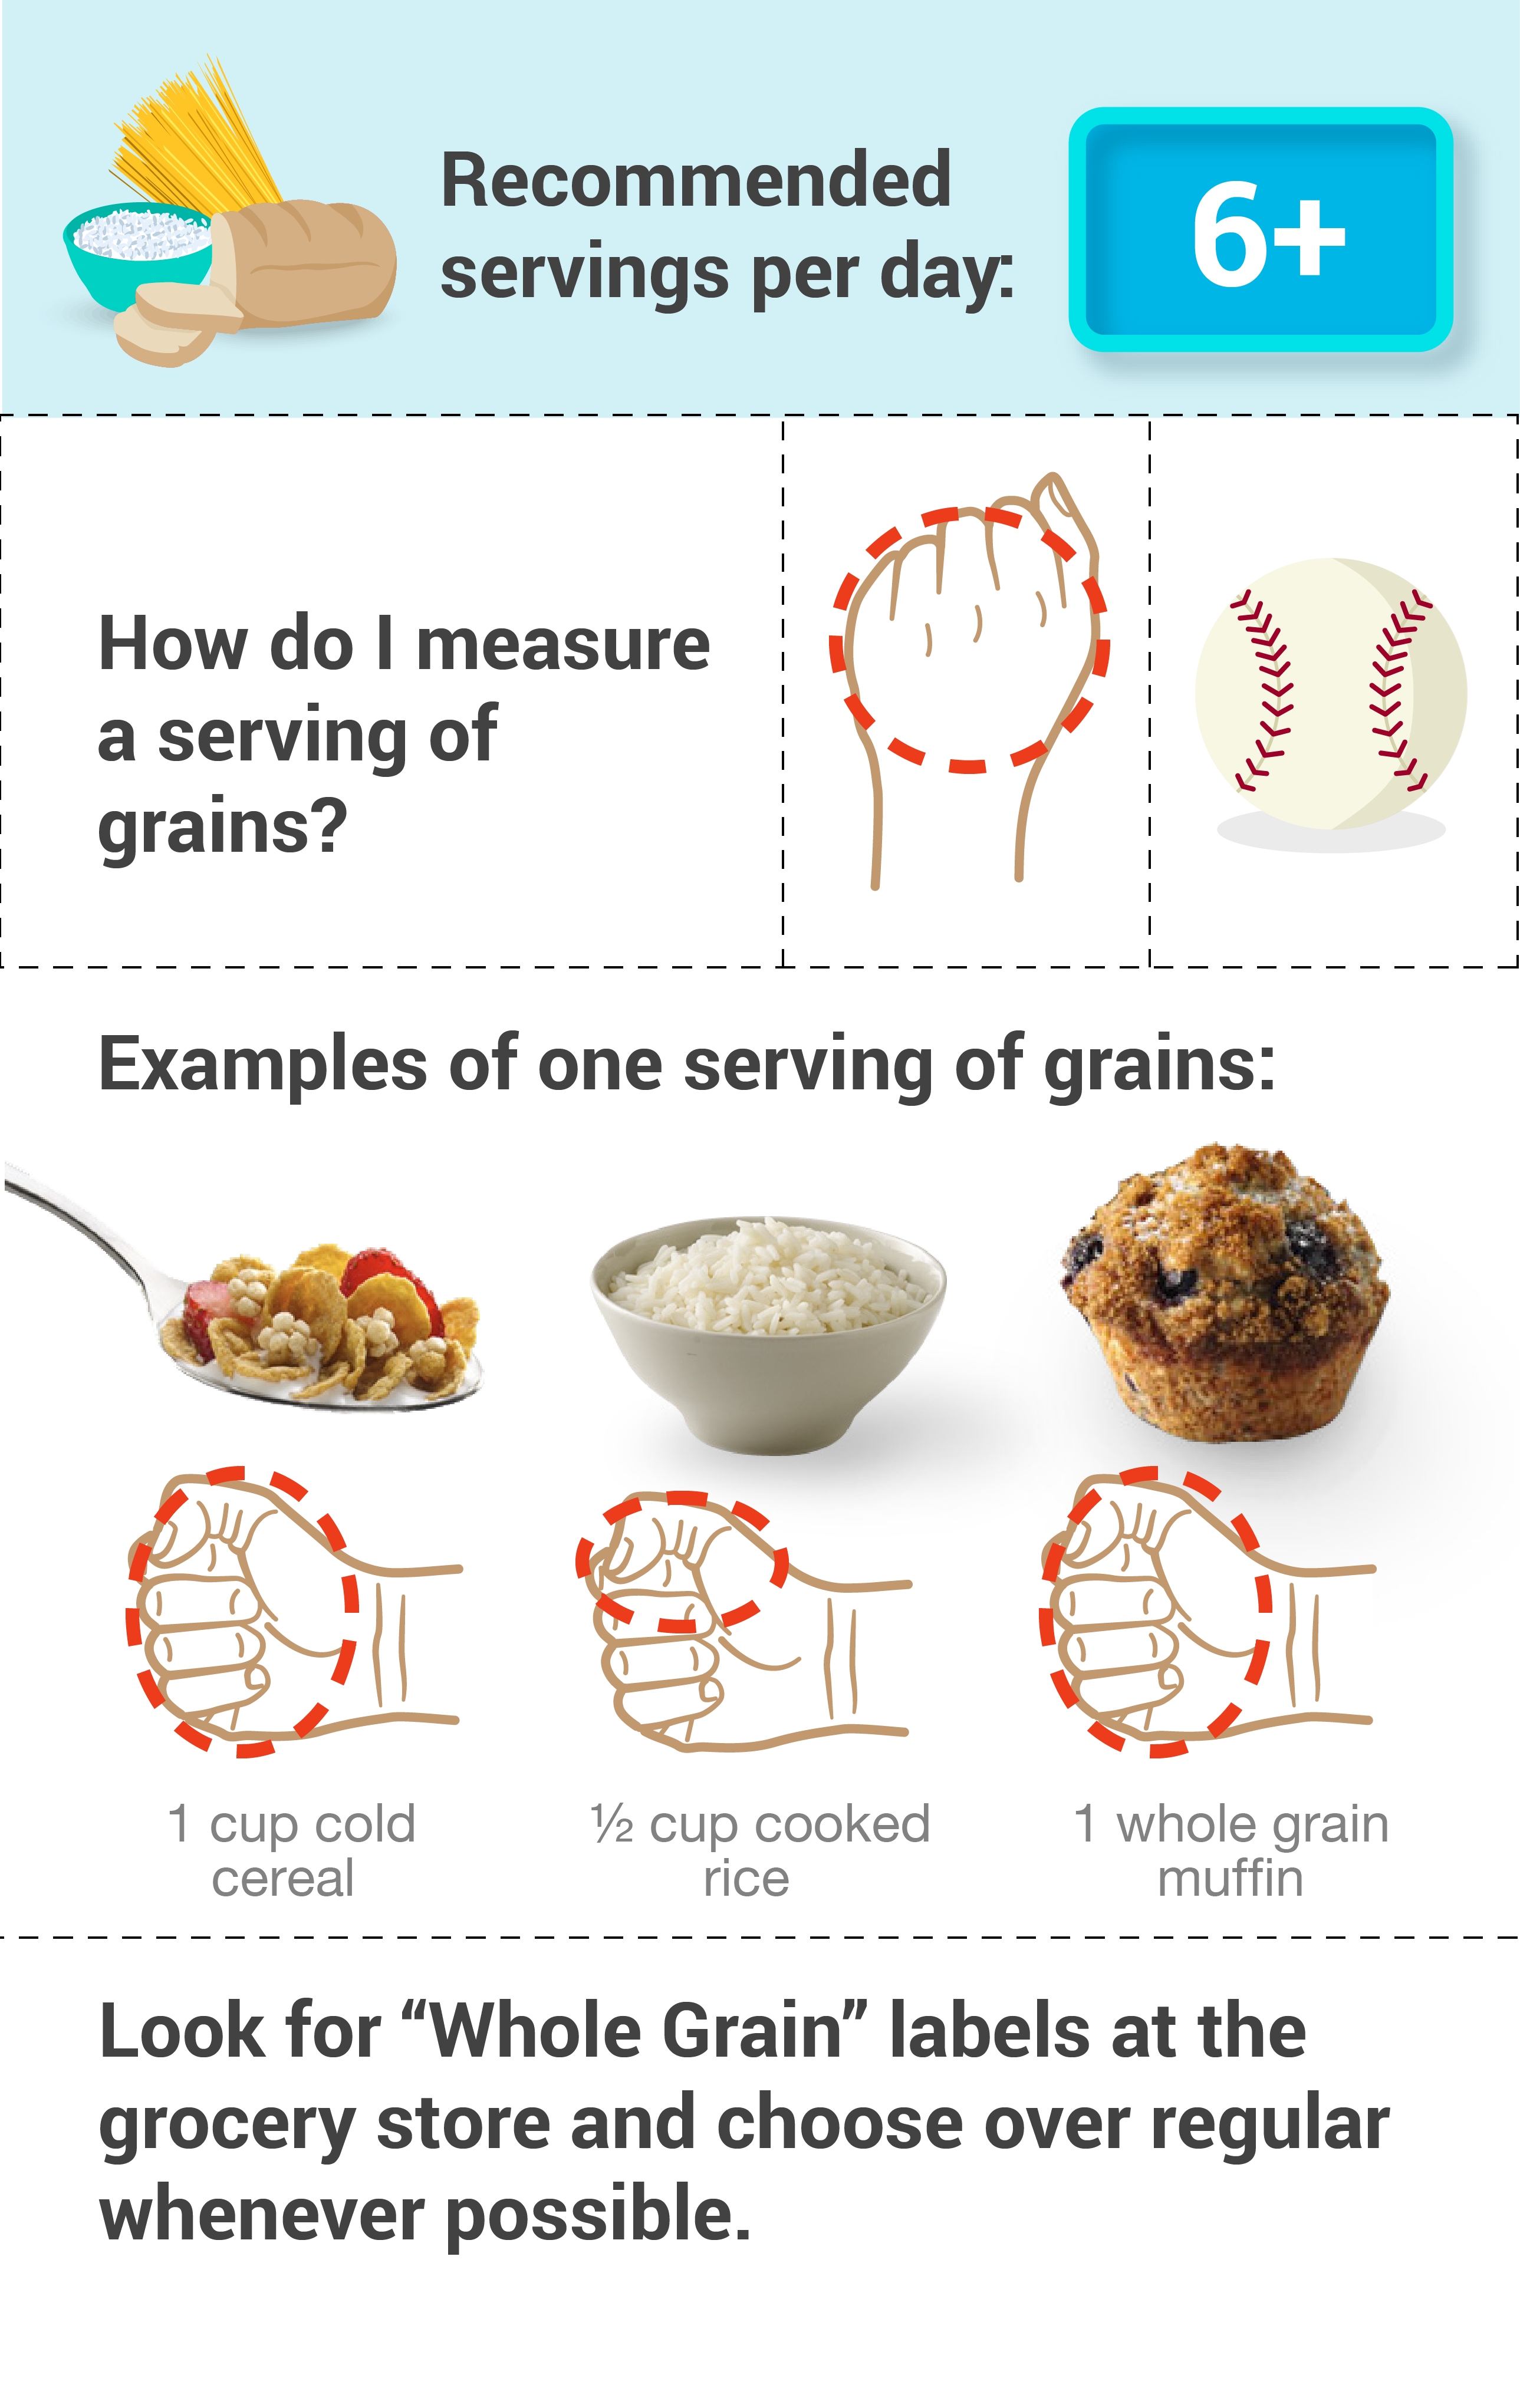 Recommended
servings per day:
6+
How do I measure
a serving of
grains?
Examples of one serving of grains:
1 cup cold
cereal
½ cup cooked
rice
1 whole grain
muffin
Look for “Whole Grain” labels at the
grocery store and choose over regular
whenever possible.